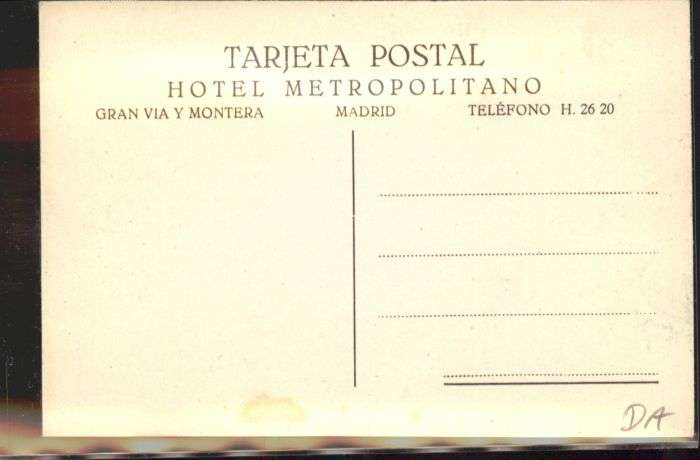 TARJETA POSTAL
HOTEL METROPOLITANO
GRAN VIA Y MONTERA MADRID TELÉFONO H. 26 20
DA